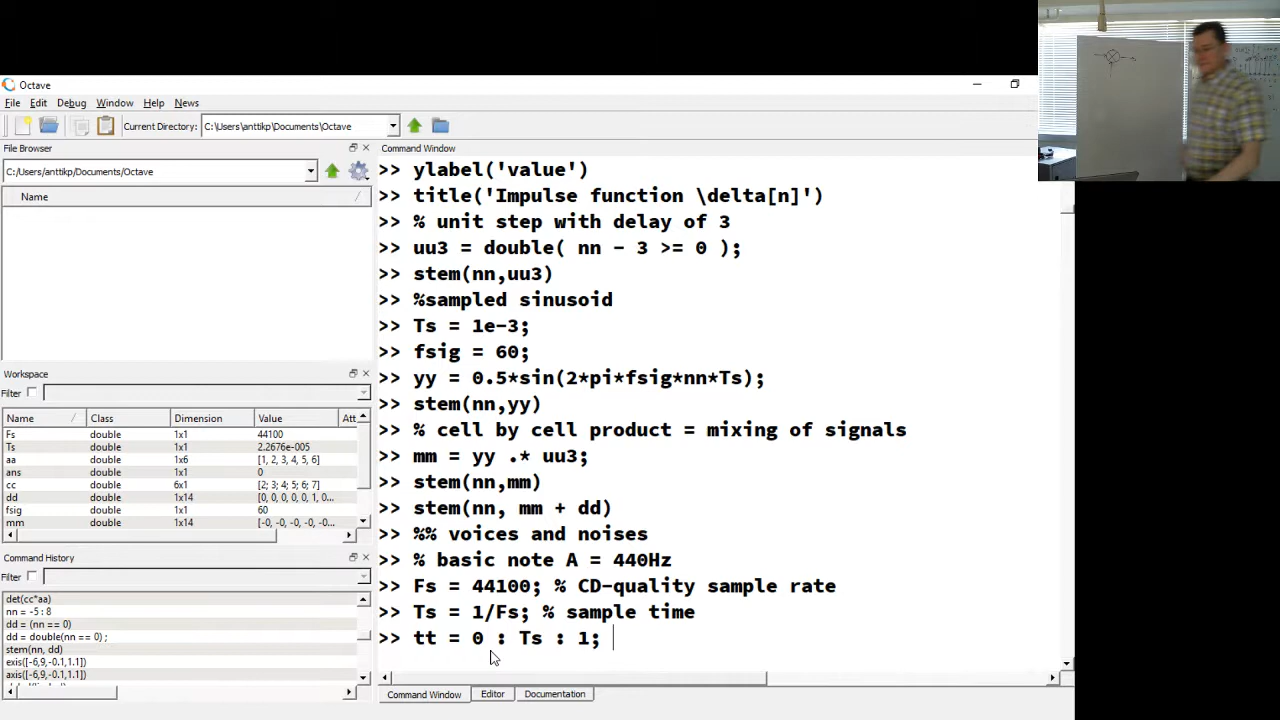 Octave
File Edit Debug Window Help News
Current Directory: C:\Users\anttikp\Documents\Octave
File Browser
C:/Users/anttikp/Documents/Octave
Name
Workspace
Filter
Name Class Dimension Value Att
Fs double 1x1 44100
Ts double 1x1 2.2676e-005
aa double 1x6 [1, 2, 3, 4, 5, 6]
ans double 1x1 0
cc double 6x1 [2; 3; 4; 5; 6; 7]
dd double 1x14 [0, 0, 0, 0, 0, 1, 0...
fsig double 1x1 60
mm double 1x14 [-0, -0, -0, -0, -0...
Command History
Filter
det(cc*aa)
nn = -5 : 8
dd = (nn == 0)
dd = double(nn == 0) ;
stem(nn, dd)
exis([-6,9,-0.1,1.1])
axis([-6,9,-0.1,1.1])
Command Window
>> ylabel('value')
>> title('Impulse function \delta[n]')
>> % unit step with delay of 3
>> uu3 = double( nn - 3 >= 0 );
>> stem(nn,uu3)
>> %sampled sinusoid
>> Ts = 1e-3;
>> fsig = 60;
>> yy = 0.5*sin(2*pi*fsig*nn*Ts);
>> stem(nn,yy)
>> % cell by cell product = mixing of signals
>> mm = yy .* uu3;
>> stem(nn,mm)
>> stem(nn, mm + dd)
>> %% voices and noises
>> % basic note A = 440Hz
>> Fs = 44100; % CD-quality sample rate
>> Ts = 1/Fs; % sample time
>> tt = 0 : Ts : 1;
Command Window Editor Documentation